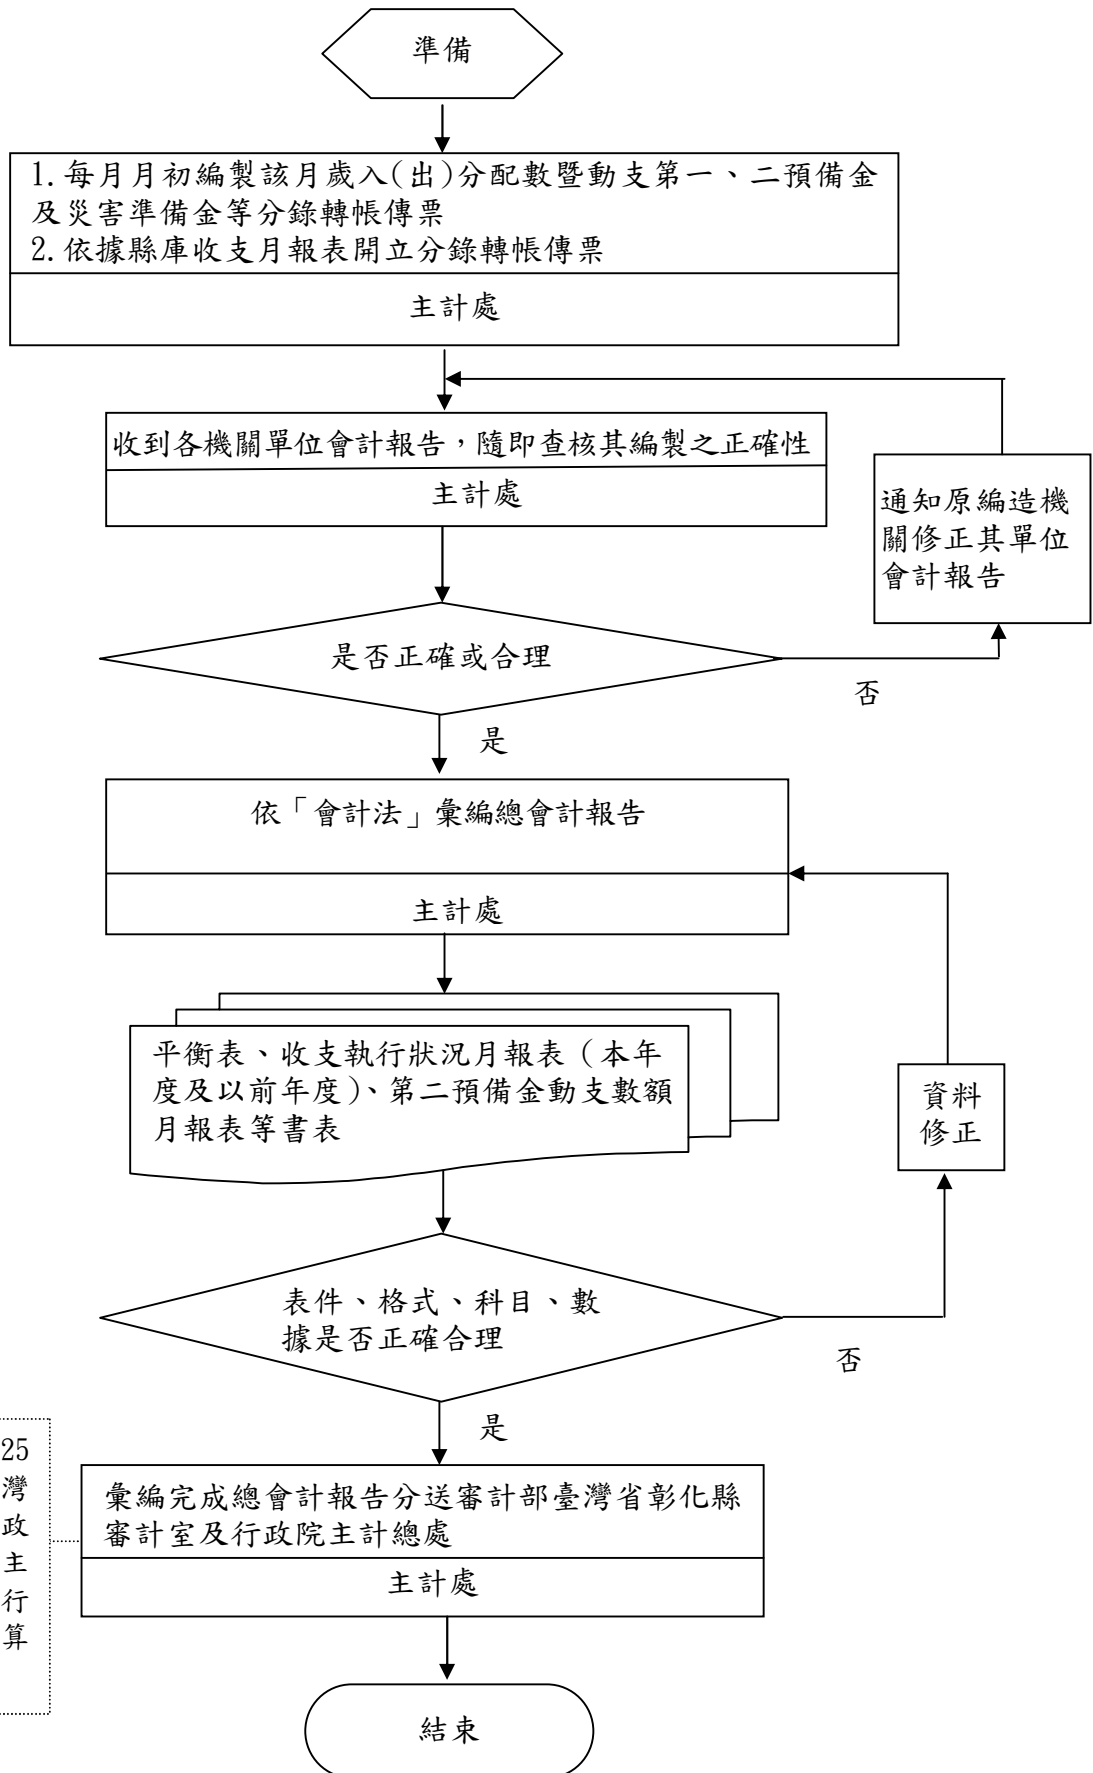 準備
1.每月月初編製該月歲入(出)分配數暨動支第一、二預備金
及災害準備金等分錄轉帳傳票
2.依據縣庫收支月報表開立分錄轉帳傳票
主計處
收到各機關單位會計報告，隨即查核其編製之正確性
主計處
通知原編造機
關修正其單位
會計報告
是否正確或合理
否
是
依「會計法」彙編總會計報告
主計處
平衡表、收支執行狀況月報表（本年
度及以前年度）、第二預備金動支數額
月報表等書表
資料
修正
表件、格式、科目、數
據是否正確合理
否
是
25
灣
政
主
行
算
彙編完成總會計報告分送審計部臺灣省彰化縣
審計室及行政院主計總處
主計處
結束